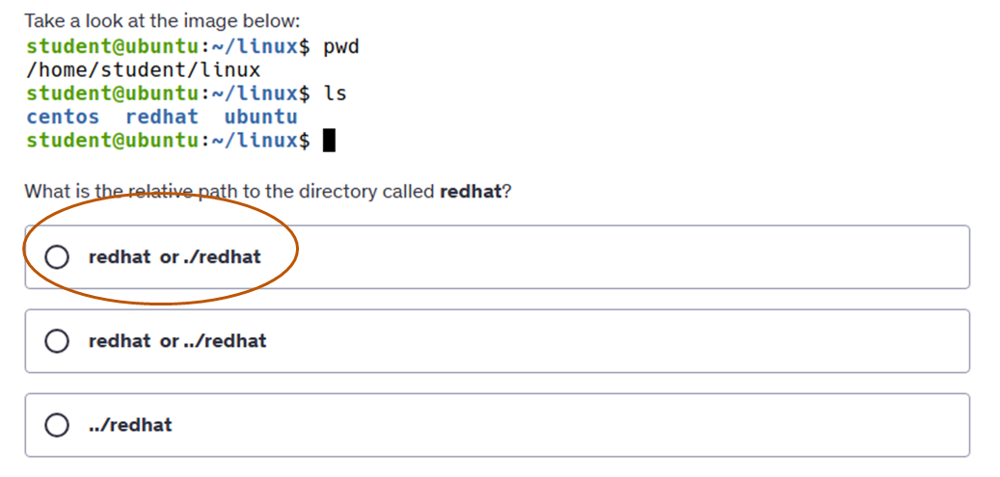 Take a look at the image below:
student@ubuntu:~/linux$ pwd
/home/student/linux
student@ubuntu:~/linux$ ls
centos  redhat  ubuntu
student@ubuntu:~/linux$
What is the relative path to the directory called redhat?
redhat or ./redhat
redhat or ../redhat
../redhat